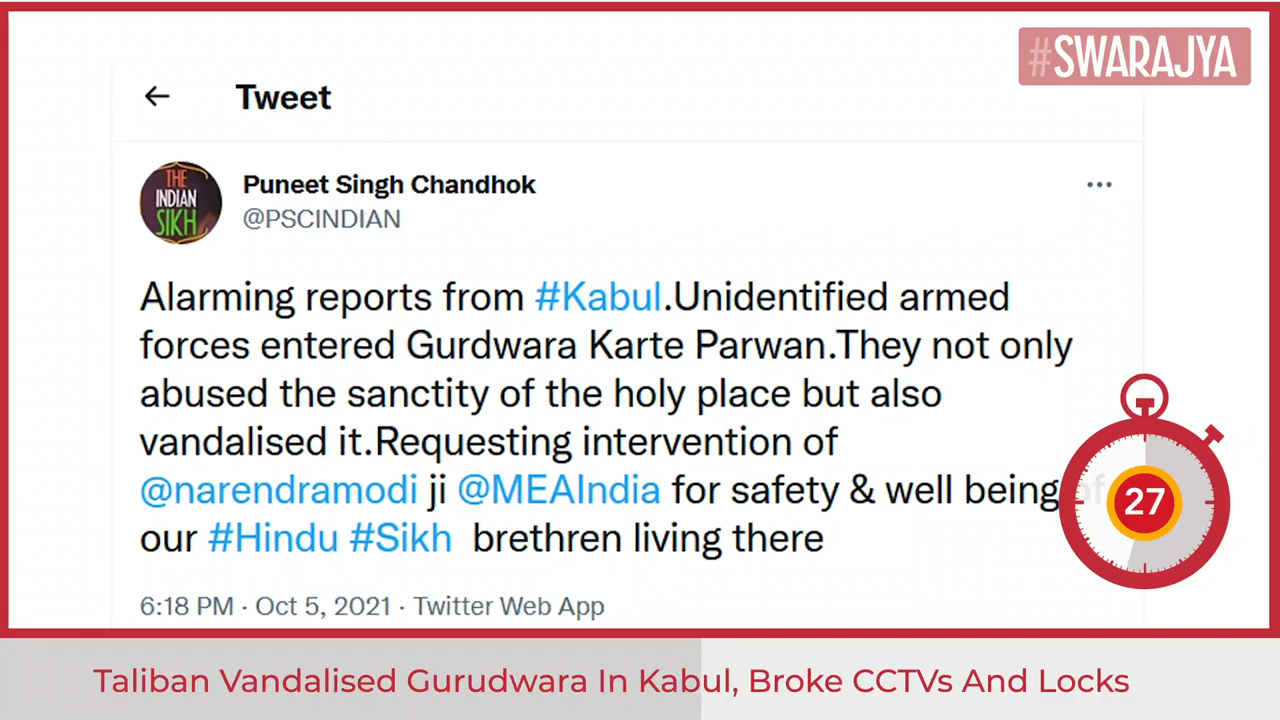 #SWARAJYA
Tweet
THE
INDIAN
SIKH
Puneet Singh Chandhok
@PSCINDIAN
Alarming reports from #Kabul.Unidentified armed
forces entered Gurdwara Karte Parwan.They not only
abused the sanctity of the holy place but also
vandalised it.Requesting intervention of
@narendramodi ji @MEAIndia for safety & well being of
our #Hindu #Sikh brethren living there
6:18 PM · Oct 5, 2021 · Twitter Web App
27
Taliban Vandalised Gurudwara In Kabul, Broke CCTVs And Locks